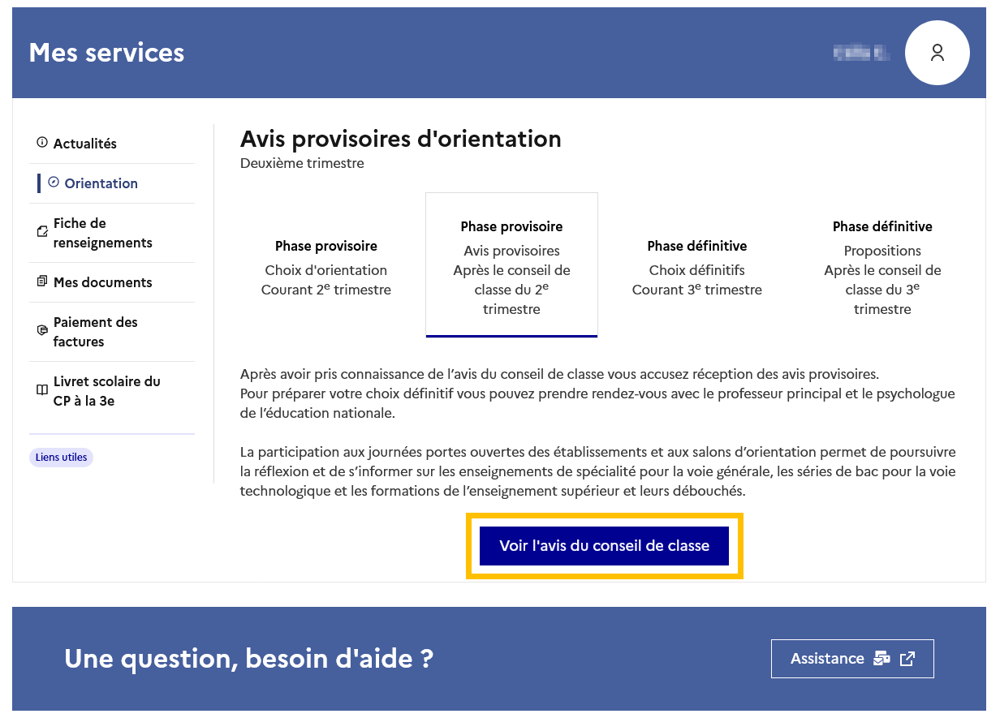 Mes services
Actualités
Orientation
Fiche de
renseignements
Mes documents
Paiement des
factures
Livret scolaire du
CP à la 3e
Liens utiles
Avis provisoires d'orientation
Deuxième trimestre
Phase provisoire
Choix d'orientation
Courant 2e trimestre
Phase provisoire
Avis provisoires
Après le conseil de
classe du 2e
trimestre
Phase définitive
Choix définitifs
Courant 3e trimestre
Phase définitive
Propositions
Après le conseil de
classe du 3e
trimestre
Après avoir pris connaissance de l’avis du conseil de classe vous accusez réception des avis provisoires.
Pour préparer votre choix définitif vous pouvez prendre rendez-vous avec le professeur principal et le psychologue
de l’éducation nationale.
La participation aux journées portes ouvertes des établissements et aux salons d’orientation permet de poursuivre
la réflexion et de s’informer sur les enseignements de spécialité pour la voie générale, les séries de bac pour la voie
technologique et les formations de l’enseignement supérieur et leurs débouchés.
Voir l'avis du conseil de classe
Une question, besoin d'aide ?
Assistance